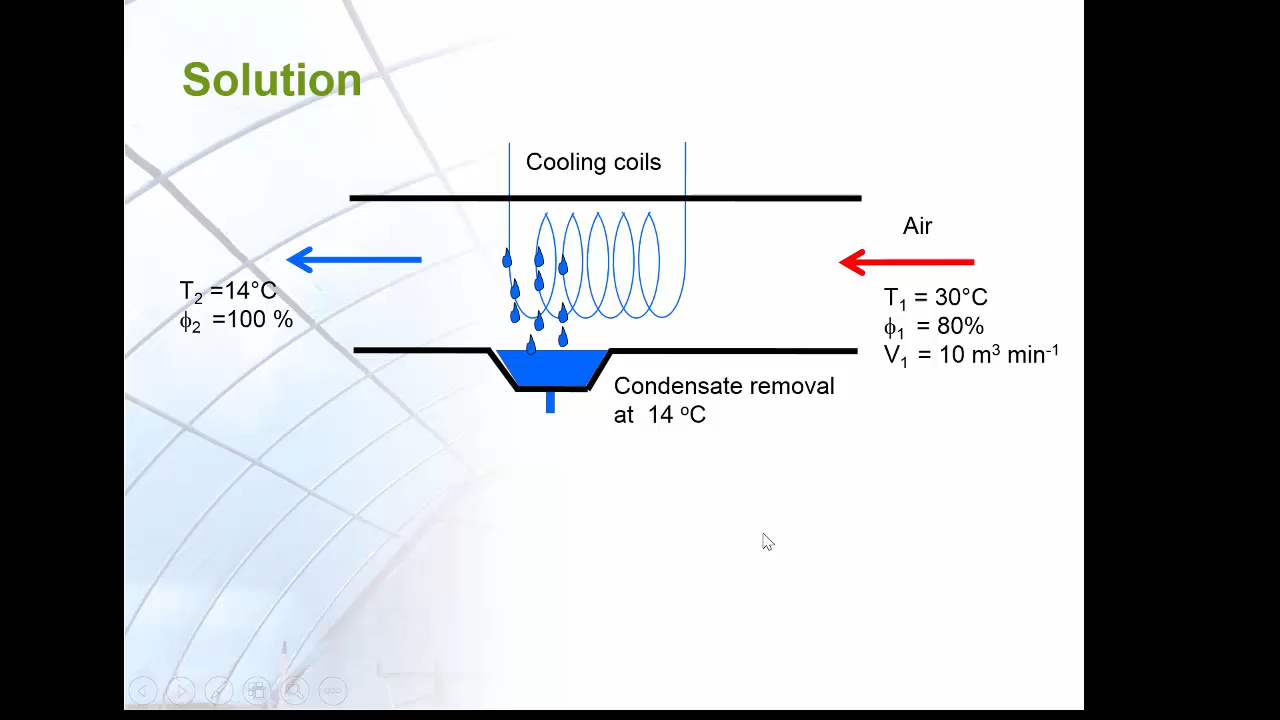 Solution
Cooling coils
Air
T₂ =14°C
ϕ₂ =100 %
T₁ = 30°C
ϕ₁ = 80%
V₁ = 10 m³ min⁻¹
Condensate removal
at 14 ºC